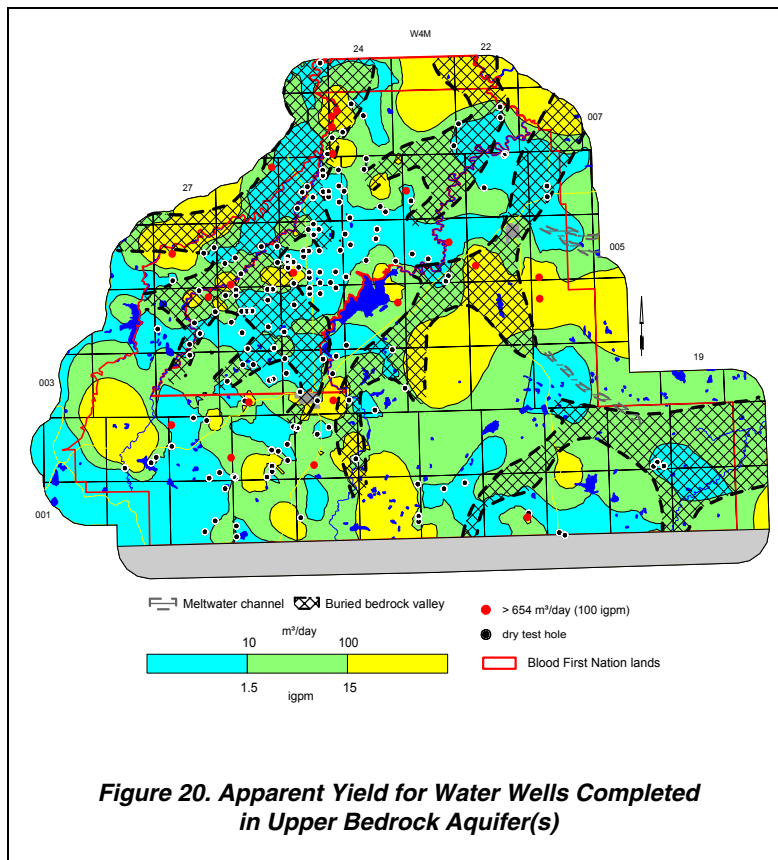 W4M
24
22
007
27
005
19
003
001
Meltwater channel
Buried bedrock valley
> 654 m³/day (100 igpm)
m³/day
dry test hole
10
100
Blood First Nation lands
1.5
15
igpm
Figure 20. Apparent Yield for Water Wells Completed
in Upper Bedrock Aquifer(s)